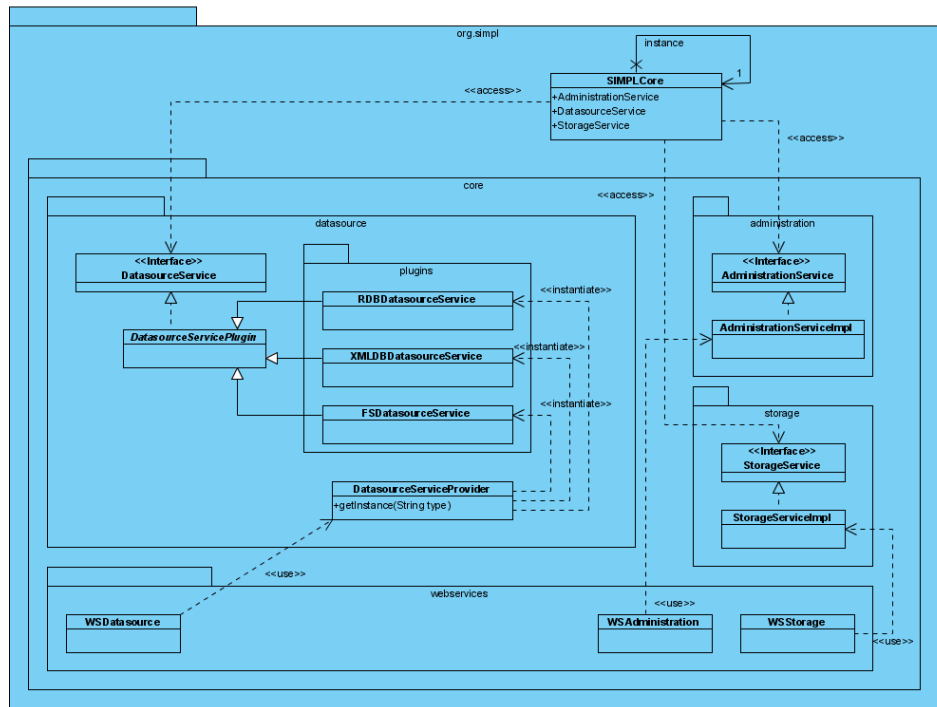 org.simpl
instance
1
SIMPLCore
+AdministrationService
+DatasourceService
+StorageService
<<access>>
<<access>>
<<access>>
core
datasource
administration
<<Interface>>
DatasourceService
plugins
<<Interface>>
AdministrationService
<<instantiate>>
RDBDatasourceService
DatasourceServicePlugin
AdministrationServiceImpl
<<instantiate>>
XMLDBDatasourceService
<<instantiate>>
FSDatasourceService
storage
<<Interface>>
StorageService
DatasourceServiceProvider
+getInstance(String type)
StorageServiceImpl
<<use>>
webservices
<<use>>
WSDatasource
WSAdministration
WSStorage
<<use>>